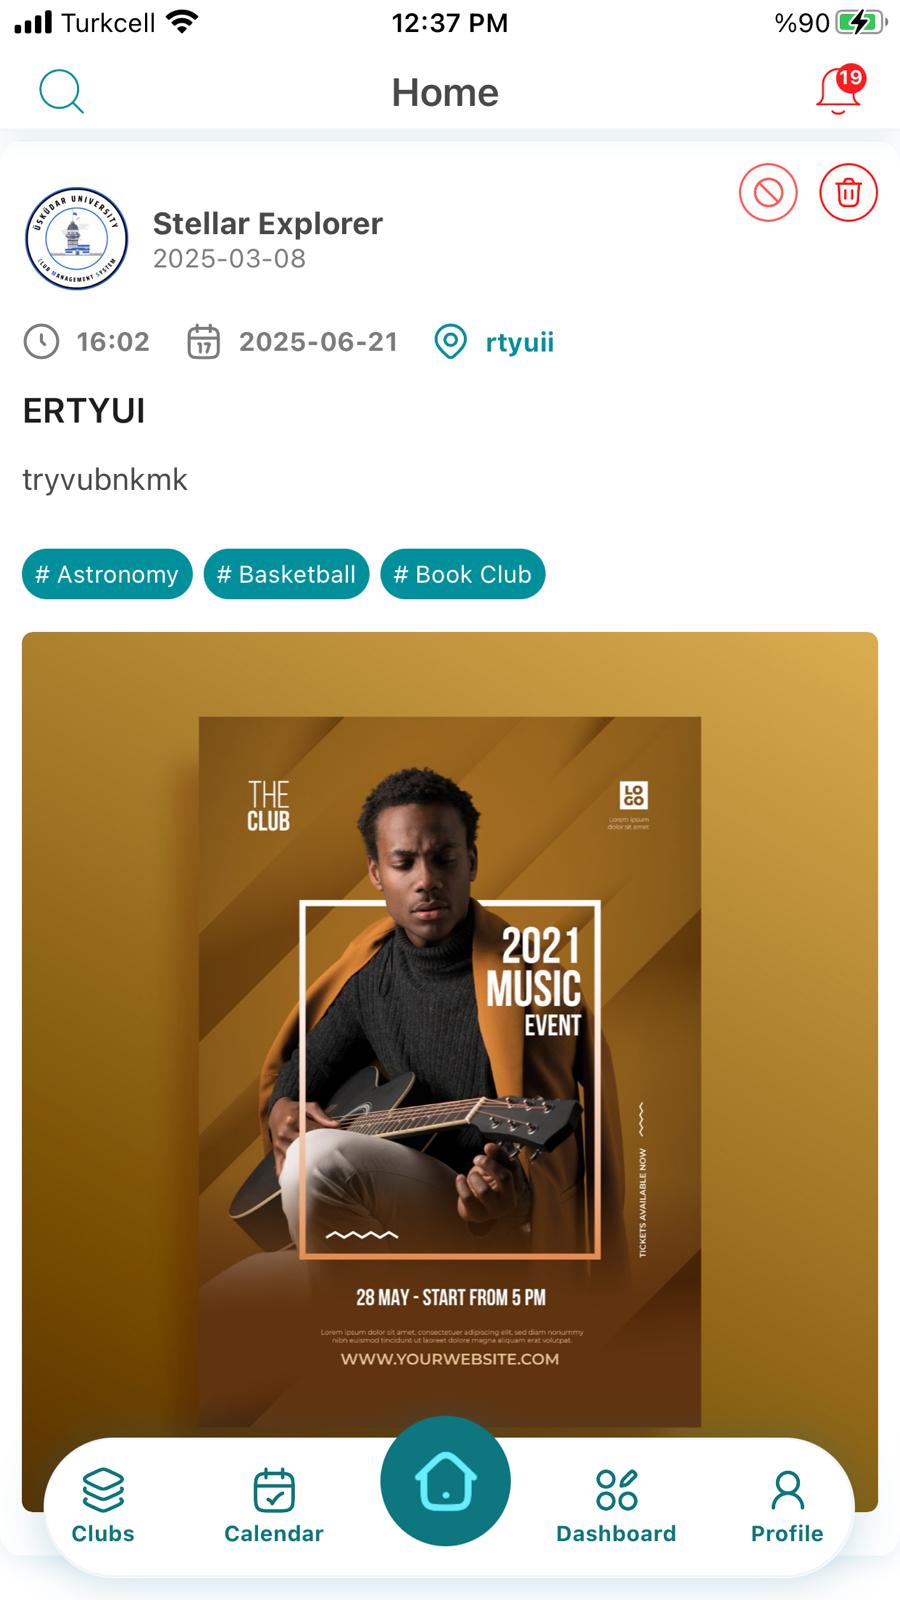 Turkcell 12:37 PM %90
Home
19
ÜSKÜDAR UNIVERSITY
CLUB MANAGEMENT SYSTEM
Stellar Explorer
2025-03-08
16:02 17 2025-06-21 rtyuii
ERTYUI
tryvubnkmk
# Astronomy # Basketball # Book Club
THE
CLUB
LO
GO
Lorem ipsum
dolor sit amet
2021
MUSIC
EVENT
TICKETS AVAILABLE NOW
28 MAY - START FROM 5 PM
Lorem ipsum dolor sit amet, consectetuer adipiscing elit, sed diam nonummy
nibh euismod tincidunt ut laoreet dolore magna aliquam erat volutpat.
WWW.YOURWEBSITE.COM
Clubs Calendar Dashboard Profile